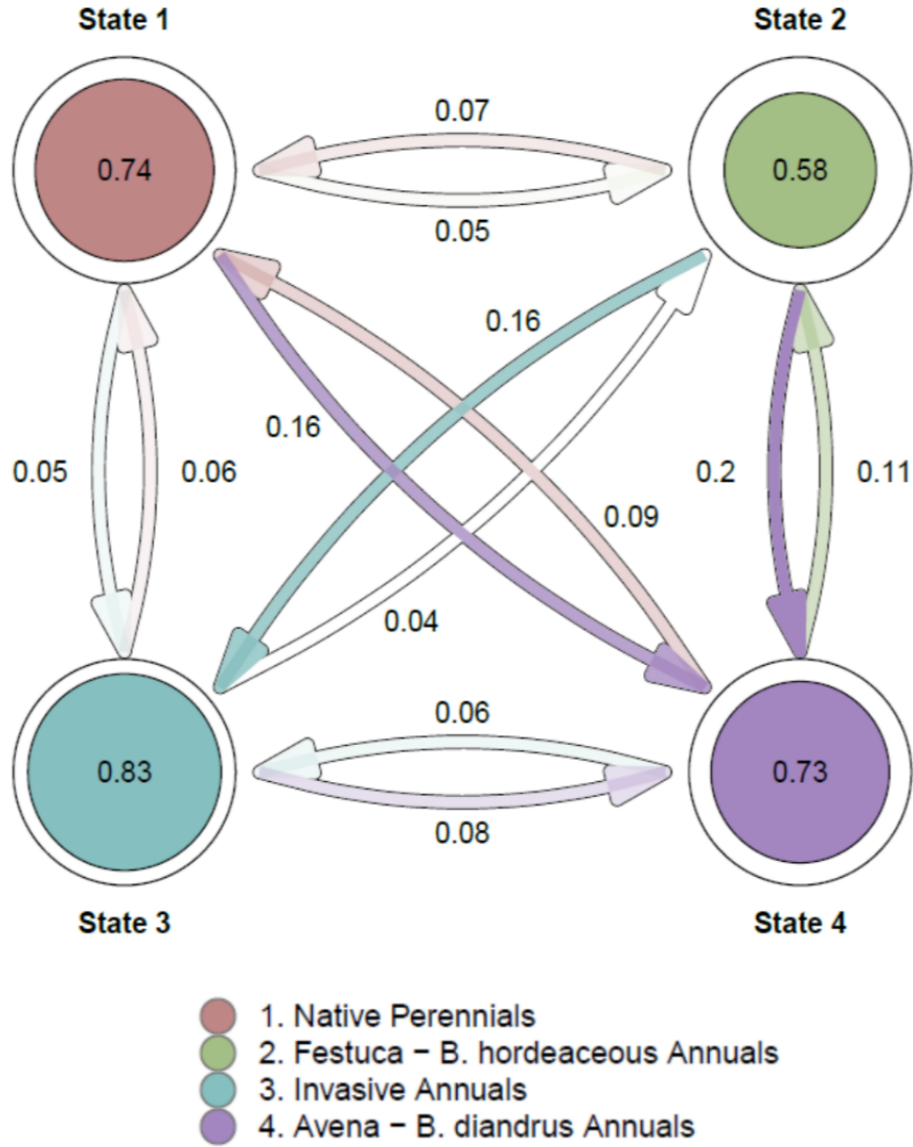 State 1 State 2
0.07
0.74 0.58
0.05
0.16
0.16
0.05 0.06 0.2 0.11
0.09
0.04
0.06
0.83 0.73
0.08
State 3 State 4
1. Native Perennials
2. Festuca − B. hordeaceous Annuals
3. Invasive Annuals
4. Avena − B. diandrus Annuals